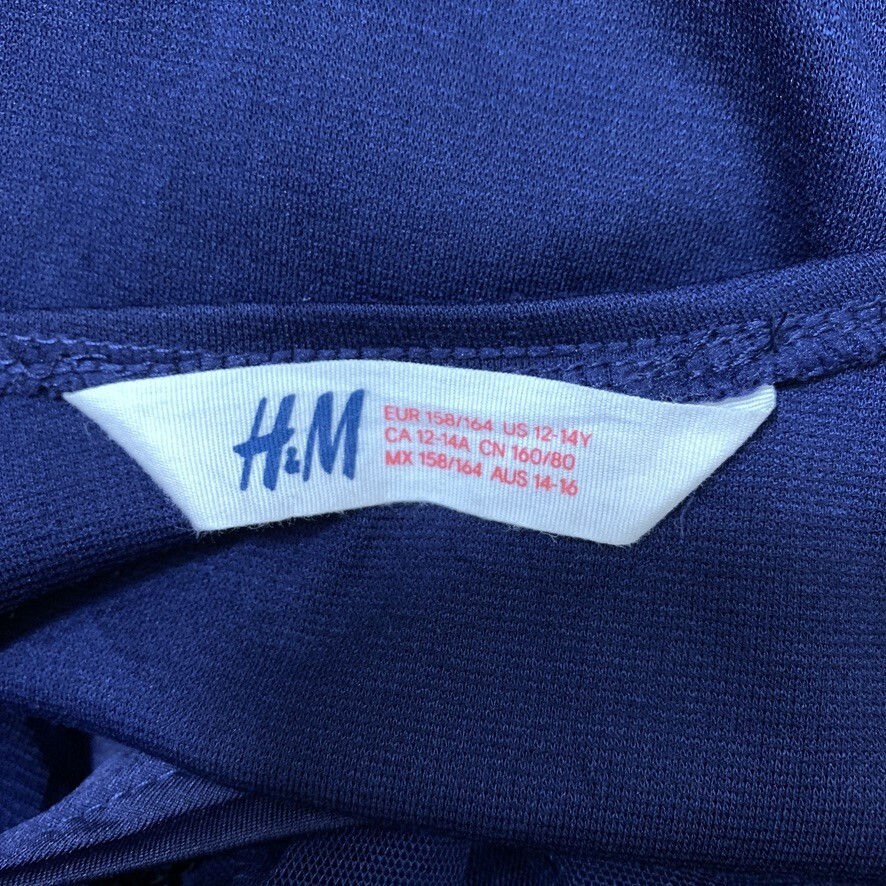 H&M
EUR 158/164 US 12-14Y
CA 12-14A CN 160/80
MX 158/164 AUS 14-16